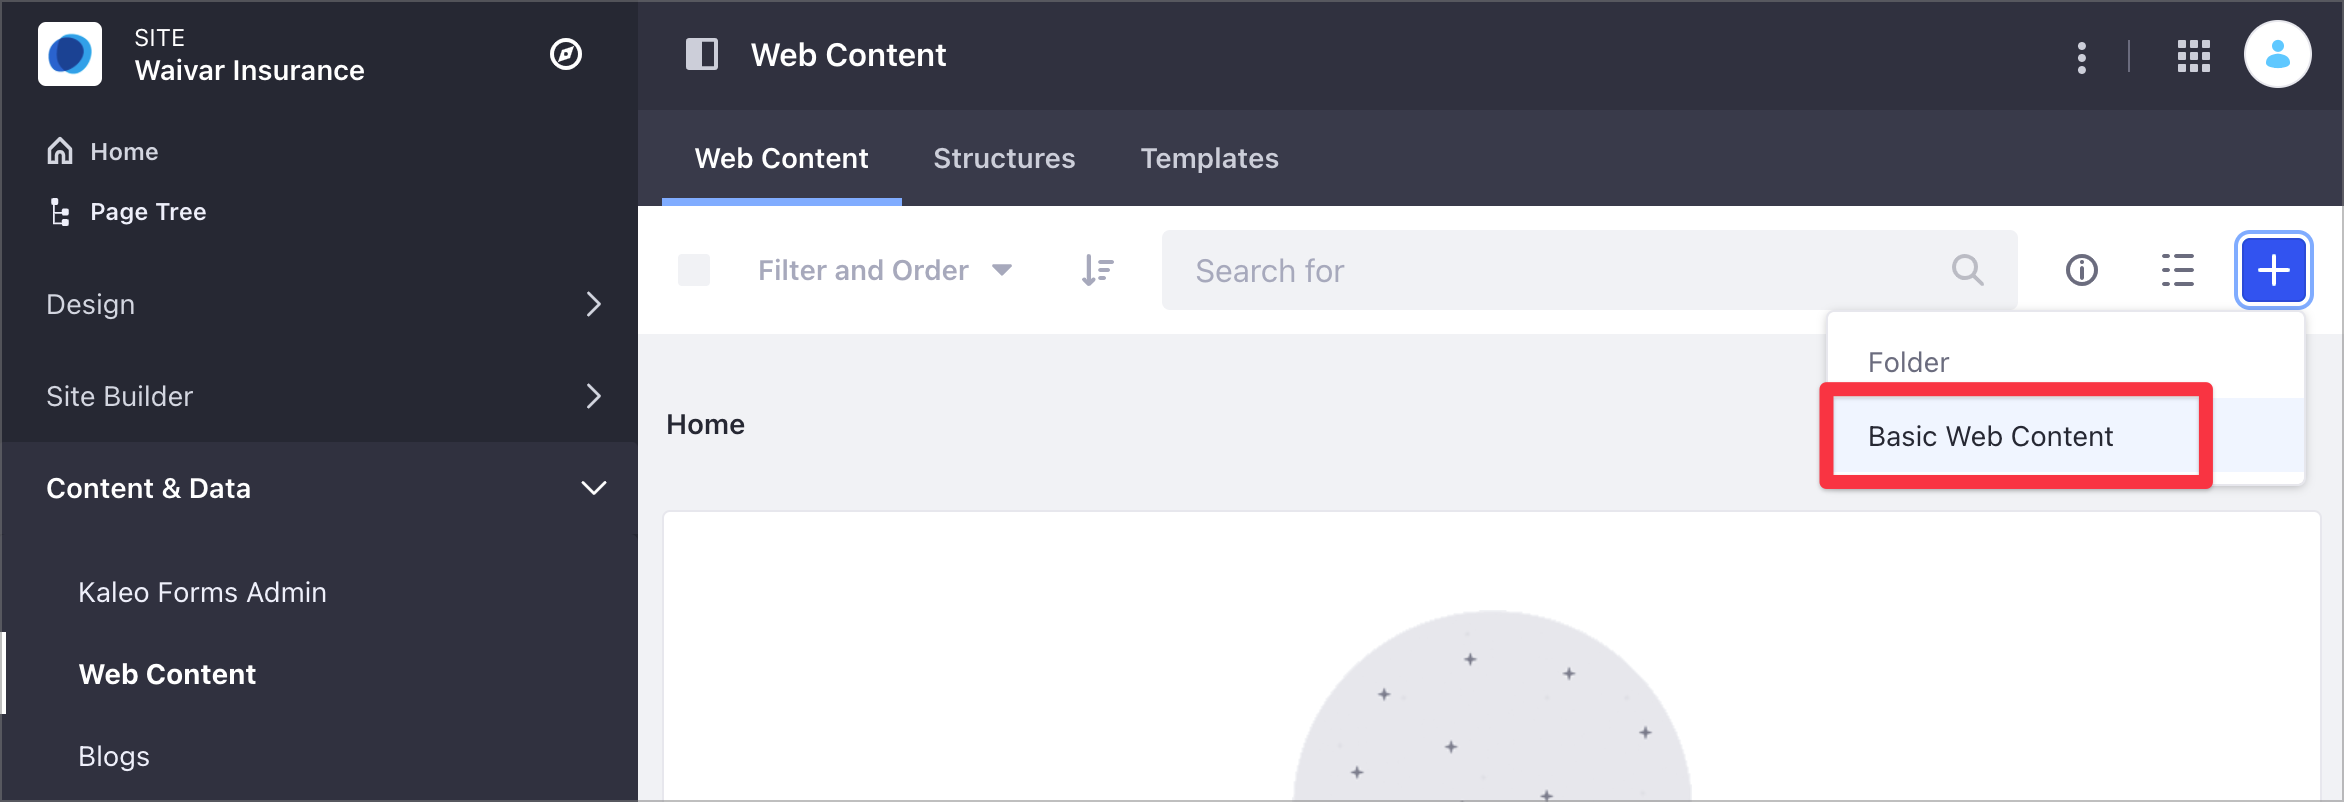 SITE
Waivar Insurance
Home
Page Tree
Design
Site Builder
Content & Data
Kaleo Forms Admin
Web Content
Blogs
Web Content
Web Content
Structures
Templates
Filter and Order
Search for
Folder
Basic Web Content
Home